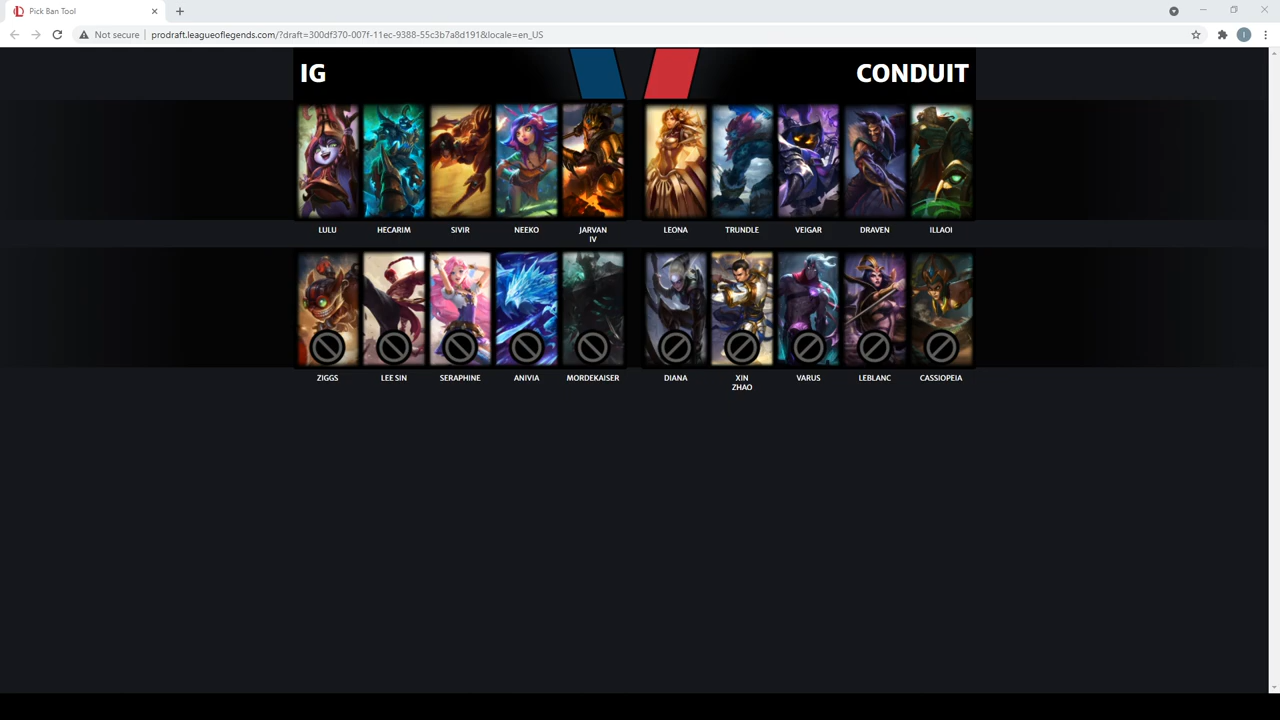 Pick Ban Tool
Not secure
prodraft.leagueoflegends.com/?draft=300df370-007f-11ec-9388-55c3b7a8d191&locale=en_US
I
IG
CONDUIT
LULU
HECARIM
SIVIR
NEEKO
JARVAN
IV
LEONA
TRUNDLE
VEIGAR
DRAVEN
ILLAOI
ZIGGS
LEE SIN
SERAPHINE
ANIVIA
MORDEKAISER
DIANA
XIN
ZHAO
VARUS
LEBLANC
CASSIOPEIA